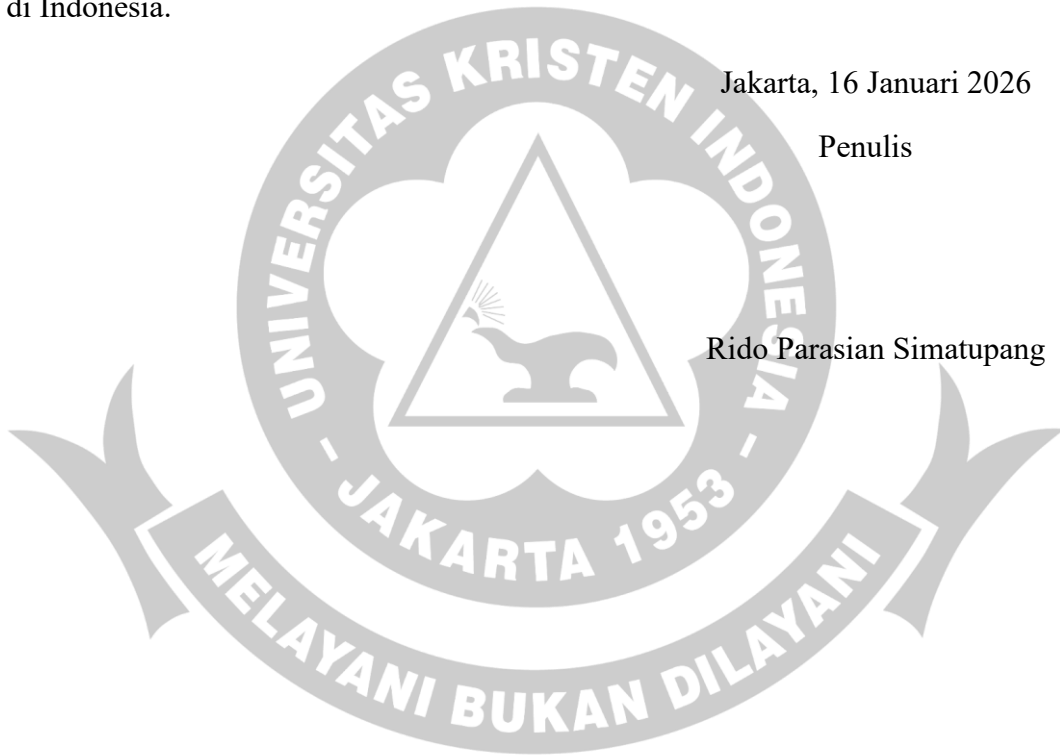 di Indonesia.
Jakarta, 16 Januari 2026
Penulis
Rido Parasian Simatupang
UNIVERSITAS KRISTEN INDONESIA
- JAKARTA 1953 -
MELAYANI BUKAN DILAYANI